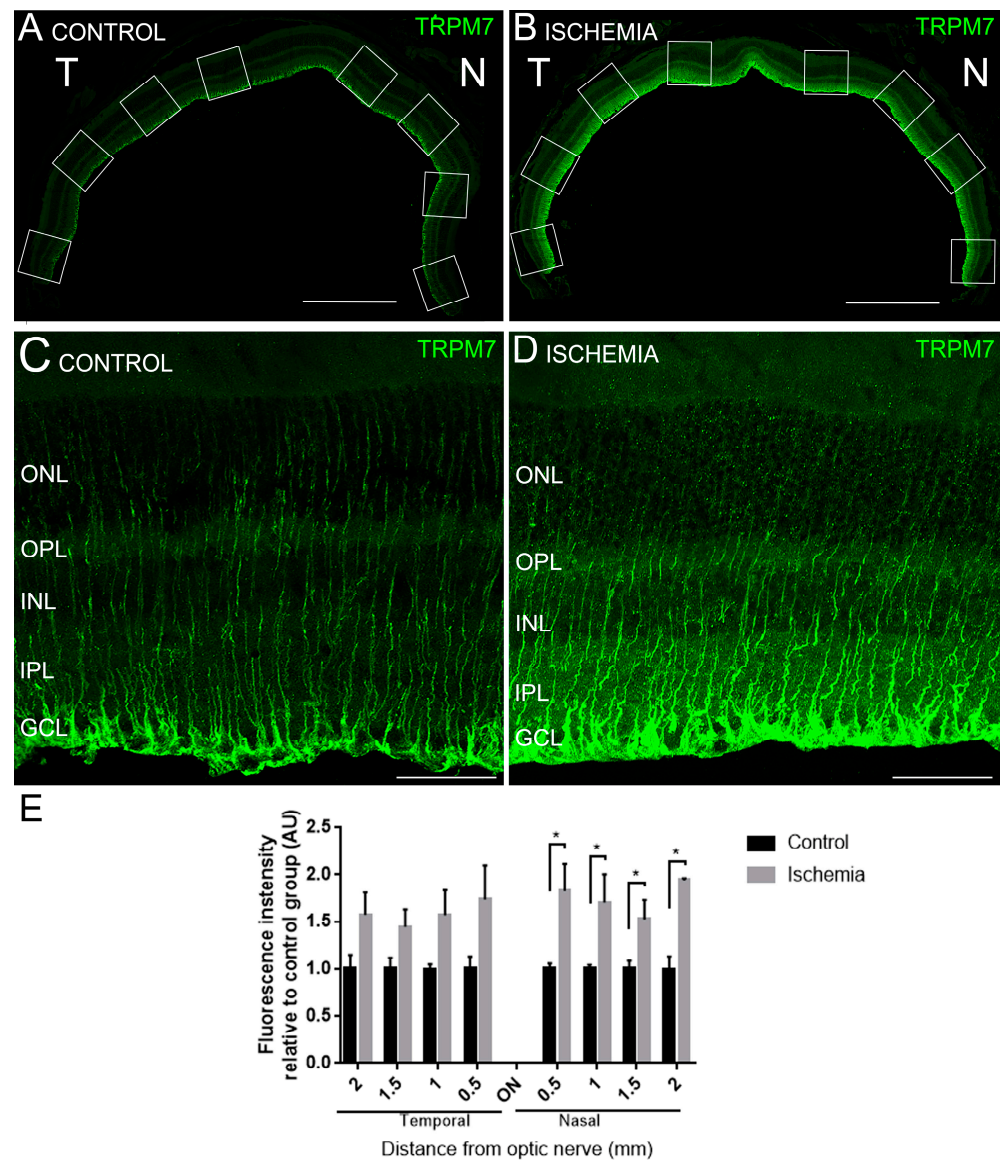 A CONTROL TRPM7
T N
B ISCHEMIA TRPM7
T N
C CONTROL TRPM7
ONL
OPL
INL
IPL
GCL
D ISCHEMIA TRPM7
ONL
OPL
INL
IPL
GCL
E
Fluorescence instensity
relative to control group (AU)
2.5
2.0
1.5
1.0
0.5
0.0
* * * *
Control
Ischemia
2 1.5 1 0.5 ON 0.5 1 1.5 2
Temporal Nasal
Distance from optic nerve (mm)